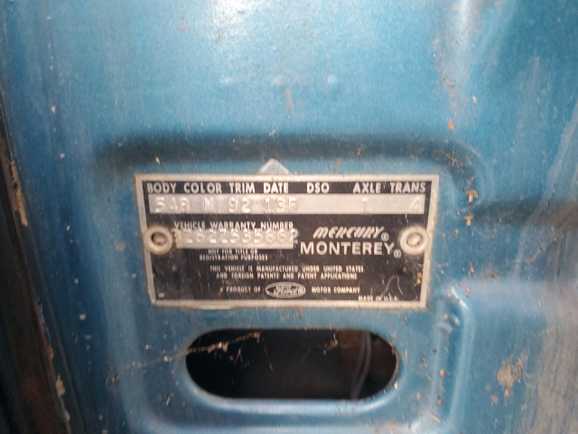 BODY COLOR TRIM DATE DSO AXLE TRANS
54B M 92 13F 1 4
VEHICLE WARRANTY NUMBER
MERCURY®
MONTEREY®
NOT FOR TITLE OR
REGISTRATION PURPOSES
THIS VEHICLE IS MANUFACTURED UNDER UNITED STATES
AND FOREIGN PATENTS AND PATENT APPLICATIONS
A PRODUCT OF Ford MOTOR COMPANY
MADE IN U.S.A.